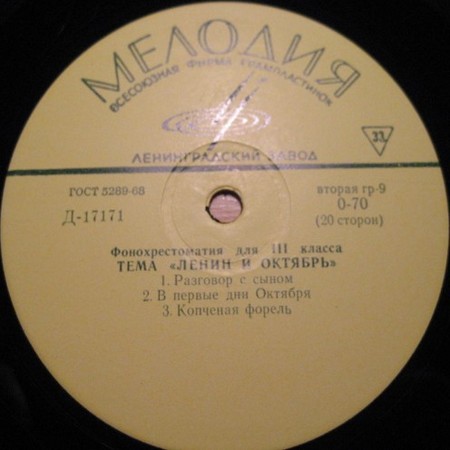 МЕЛОДИЯ
ВСЕСОЮЗНАЯ ФИРМА ГРАМПЛАСТИНОК
33
ЛЕНИНГРАДСКИЙ ЗАВОД
ГОСТ 5289-68
вторая гр-9
Д-17171
0-70
(20 сторон)
Фонохрестоматия для III класса
ТЕМА «ЛЕНИН И ОКТЯБРЬ»
1. Разговор с сыном
2. В первые дни Октября
3. Копченая форель